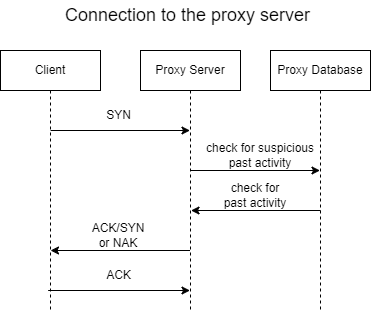 Connection to the proxy server
Client
Proxy Server
Proxy Database
SYN
check for suspicious
past activity
check for
past activity
ACK/SYN
or NAK
ACK